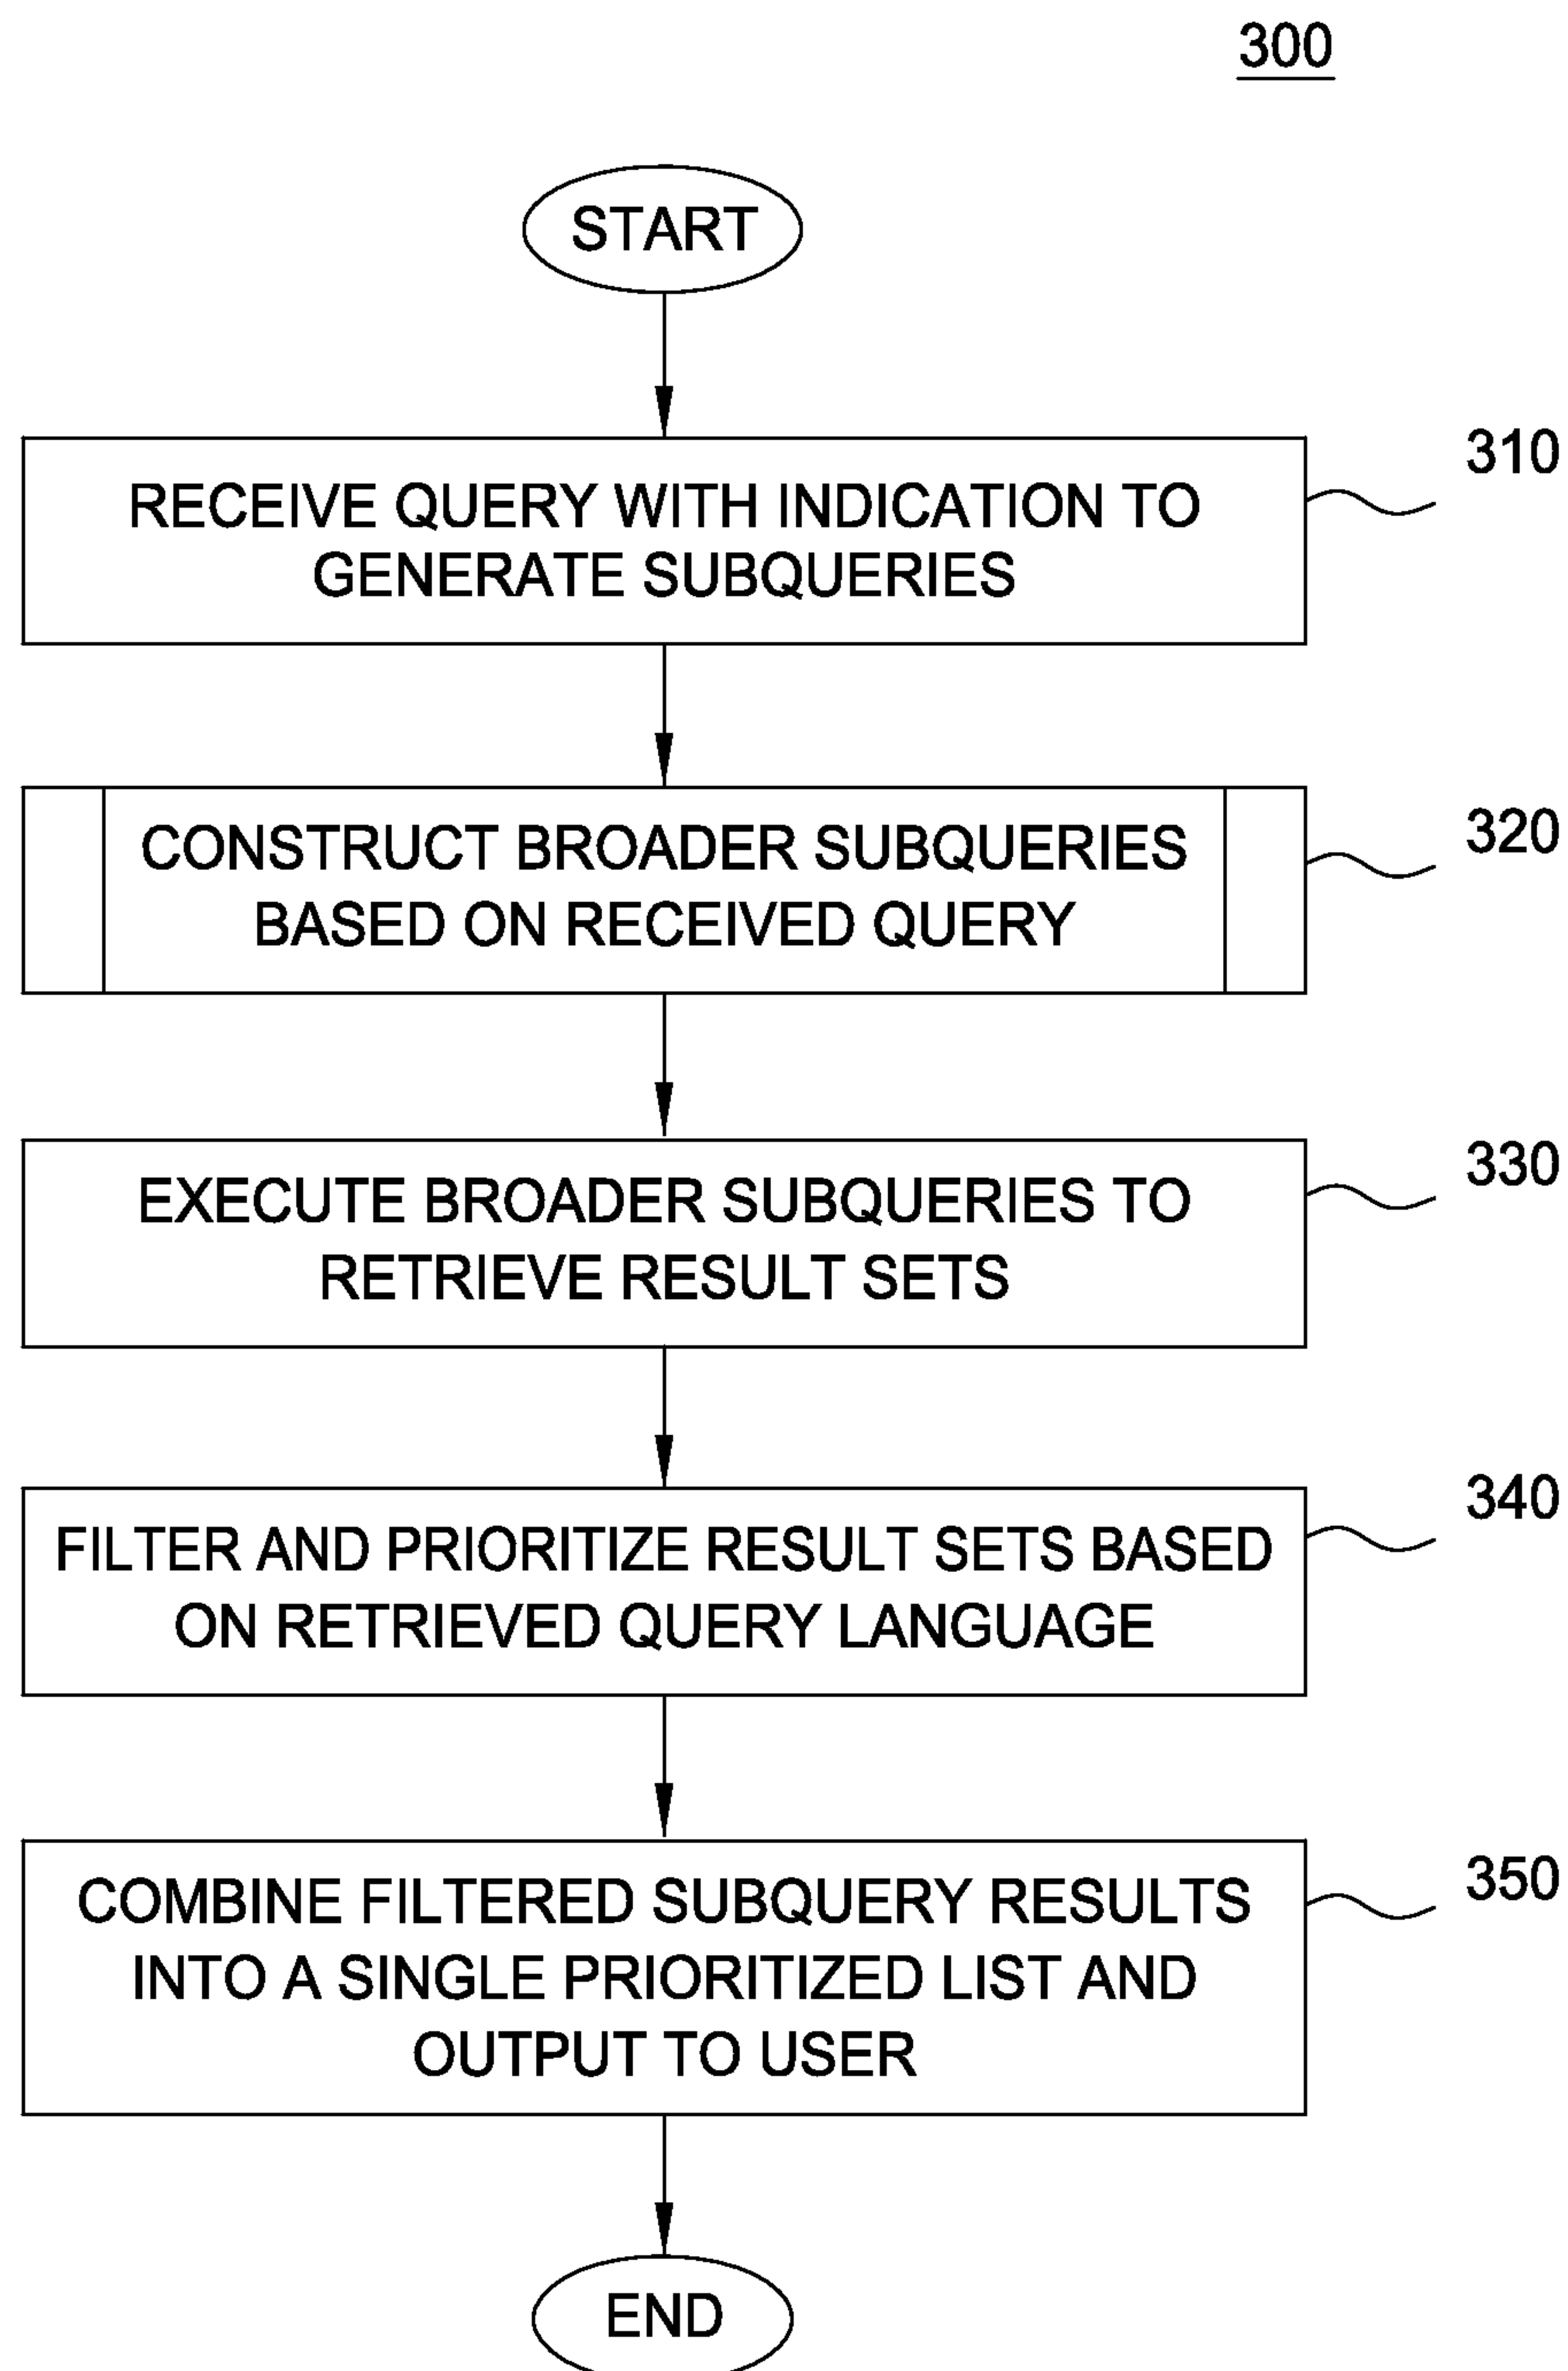 300
START
RECEIVE QUERY WITH INDICATION TO
GENERATE SUBQUERIES
310
CONSTRUCT BROADER SUBQUERIES
BASED ON RECEIVED QUERY
320
EXECUTE BROADER SUBQUERIES TO
RETRIEVE RESULT SETS
330
FILTER AND PRIORITIZE RESULT SETS BASED
ON RETRIEVED QUERY LANGUAGE
340
COMBINE FILTERED SUBQUERY RESULTS
INTO A SINGLE PRIORITIZED LIST AND
OUTPUT TO USER
350
END